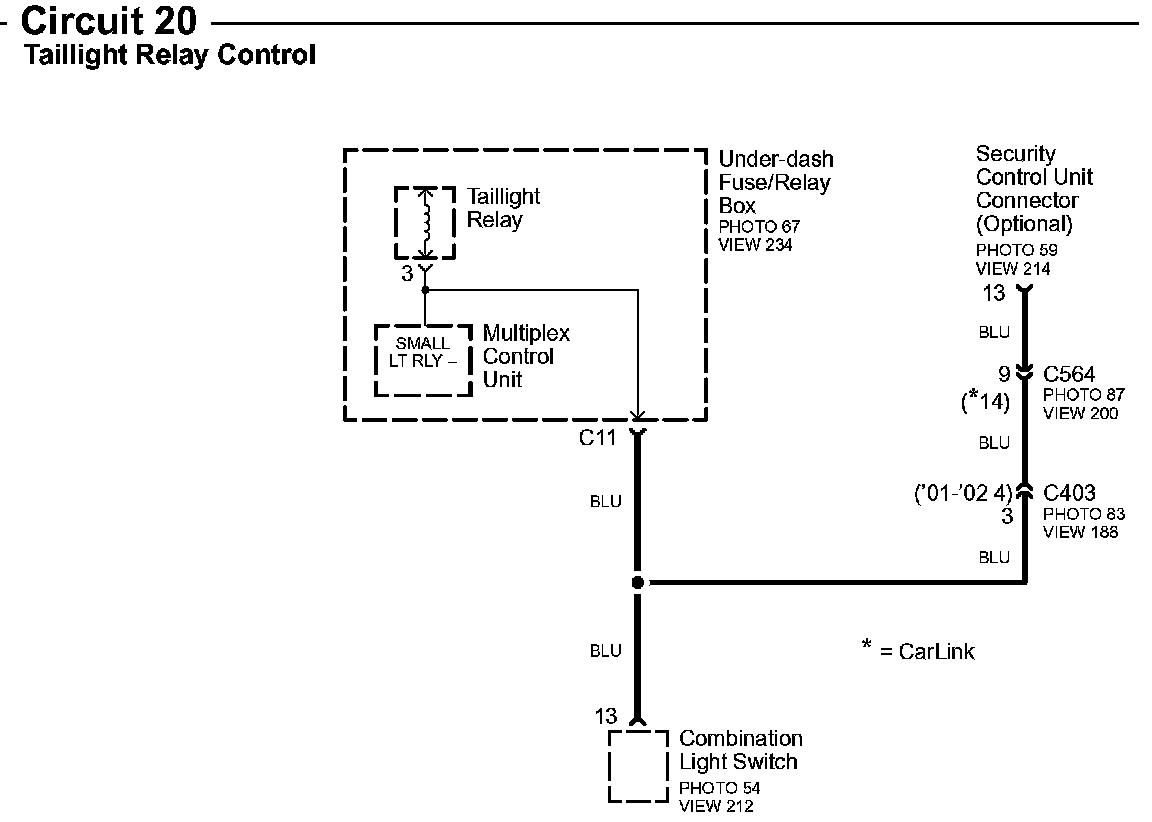 Circuit 20
Taillight Relay Control
Taillight
Relay
3
SMALL
LT RLY –
Multiplex
Control
Unit
Under-dash
Fuse/Relay
Box
PHOTO 67
VIEW 234
C11
BLU
BLU
13
Combination
Light Switch
PHOTO 54
VIEW 212
Security
Control Unit
Connector
(Optional)
PHOTO 59
VIEW 214
13
BLU
9
(*14)
C564
PHOTO 87
VIEW 200
BLU
('01-'02 4)
3
C403
PHOTO 83
VIEW 188
BLU
* = CarLink